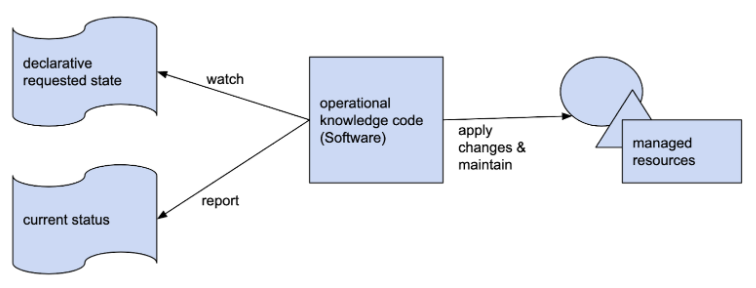 declarative
requested state
watch
operational
knowledge code
(Software)
apply
changes &
maintain
managed
resources
report
current status